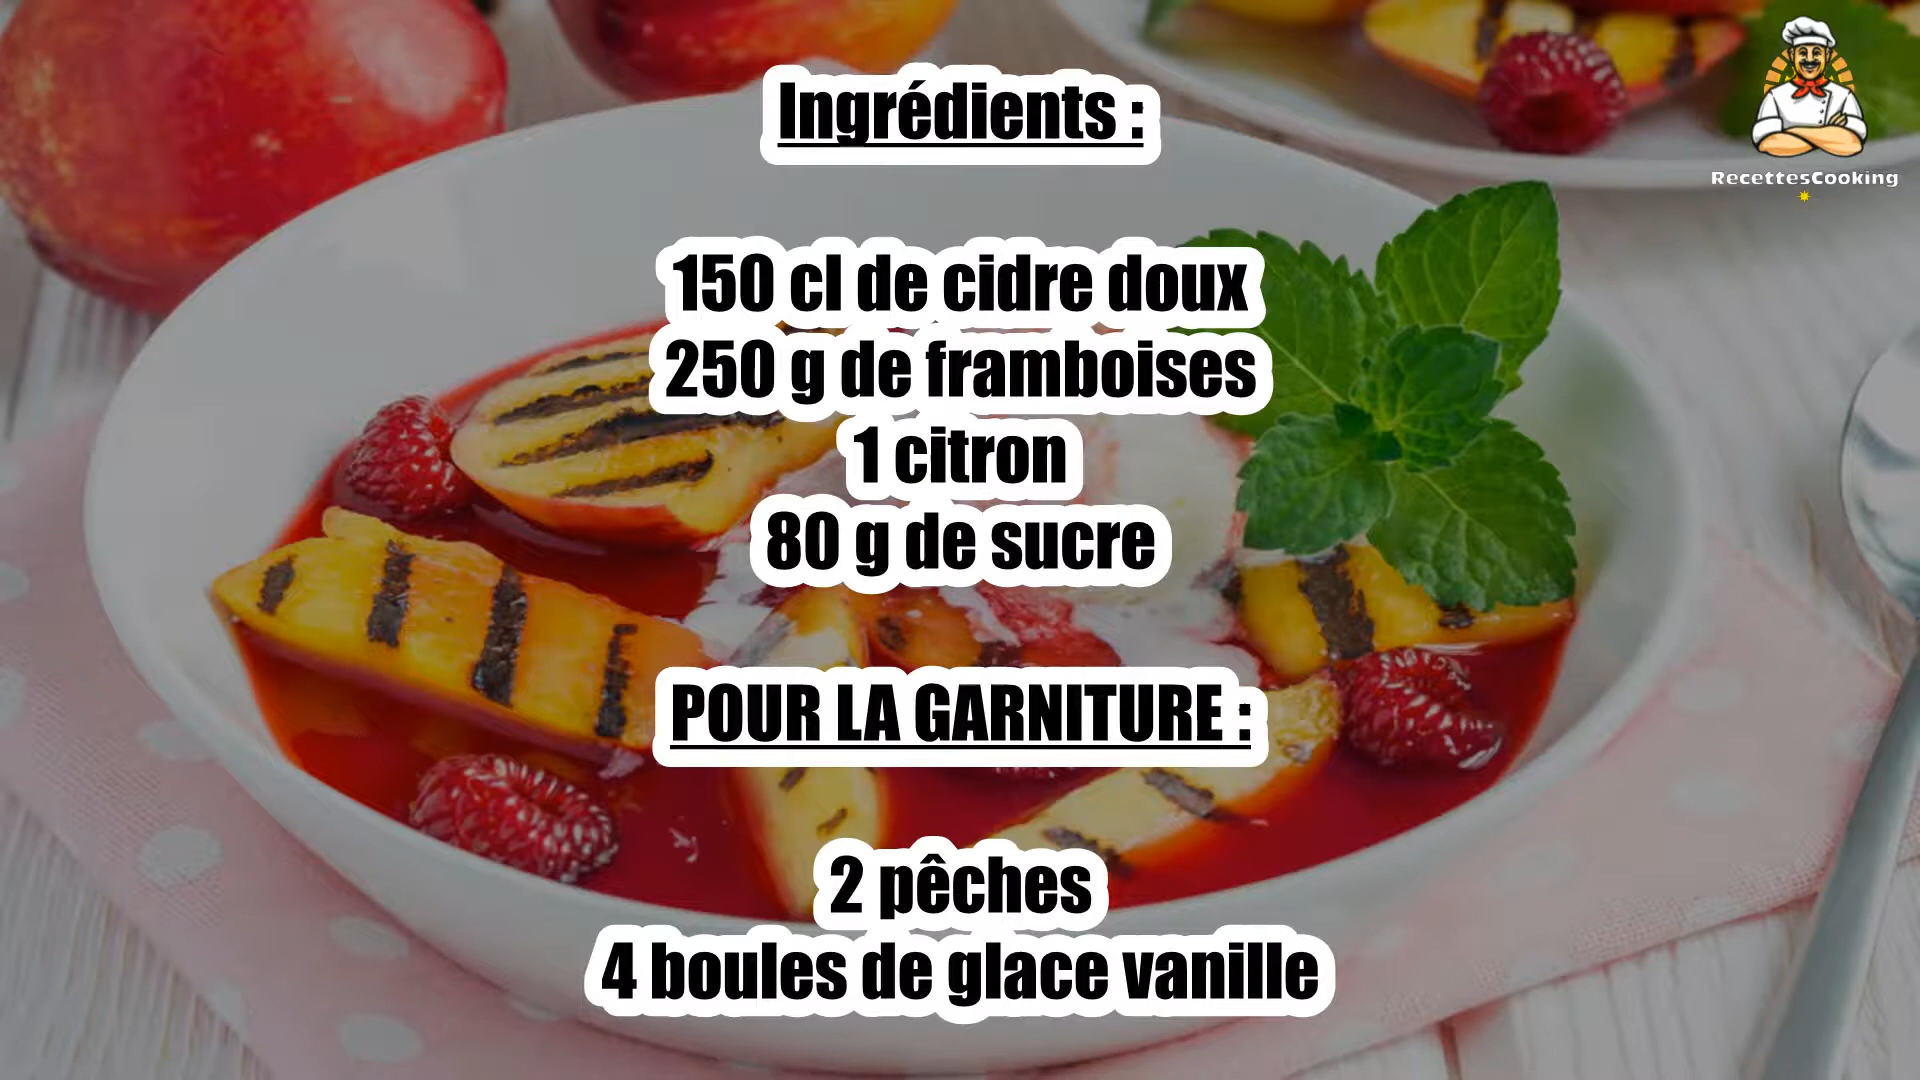 Ingrédients :
150 cl de cidre doux
250 g de framboises
1 citron
80 g de sucre
POUR LA GARNITURE :
2 pêches
4 boules de glace vanille
RecettesCooking